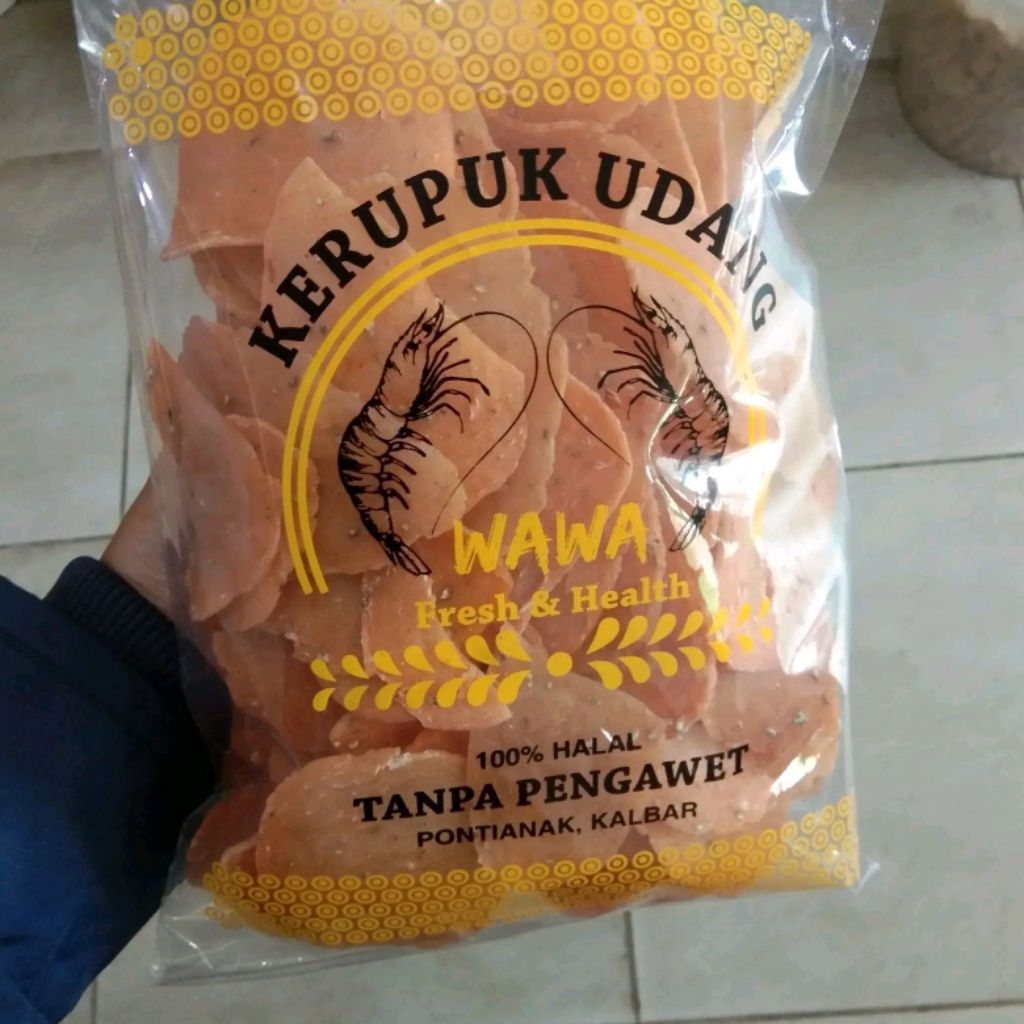 KERUPUK UDANG
WAWA
Fresh & Health
100% HALAL
TANPA PENGAWET
PONTIANAK, KALBAR